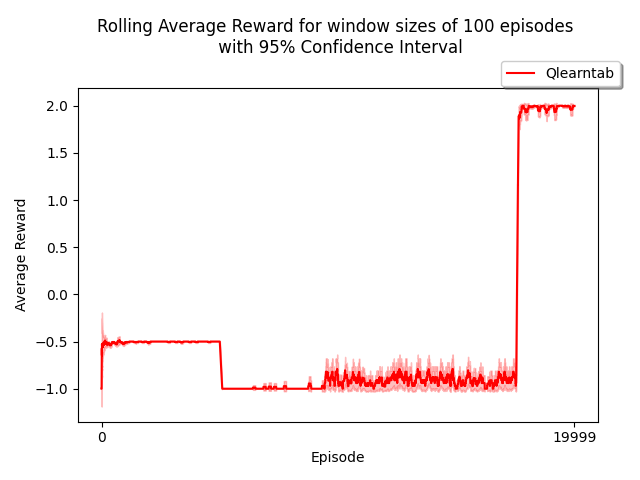 Rolling Average Reward for window sizes of 100 episodes
with 95% Confidence Interval
Qlearntab
2.0
1.5
1.0
0.5
0.0
−0.5
−1.0
Average Reward
0
19999
Episode